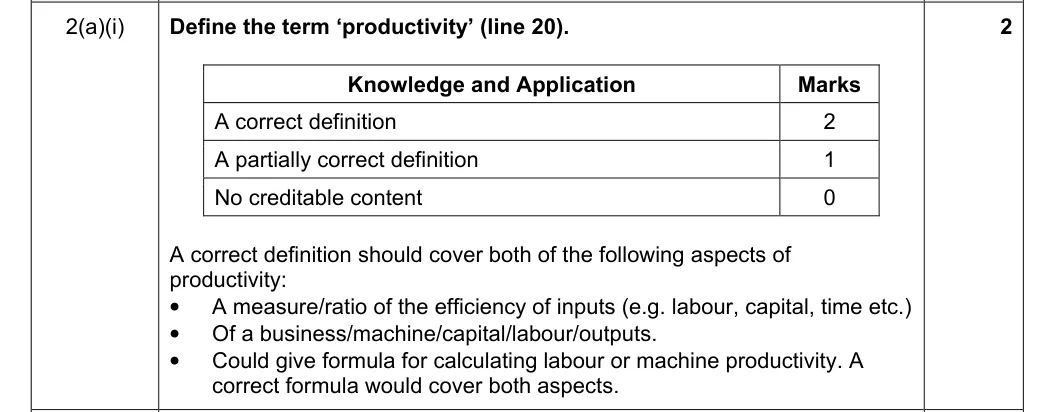 2(a)(i) Define the term ‘productivity’ (line 20). 2
Knowledge and Application Marks
A correct definition 2
A partially correct definition 1
No creditable content 0
A correct definition should cover both of the following aspects of
productivity:
• A measure/ratio of the efficiency of inputs (e.g. labour, capital, time etc.)
• Of a business/machine/capital/labour/outputs.
• Could give formula for calculating labour or machine productivity. A
correct formula would cover both aspects.